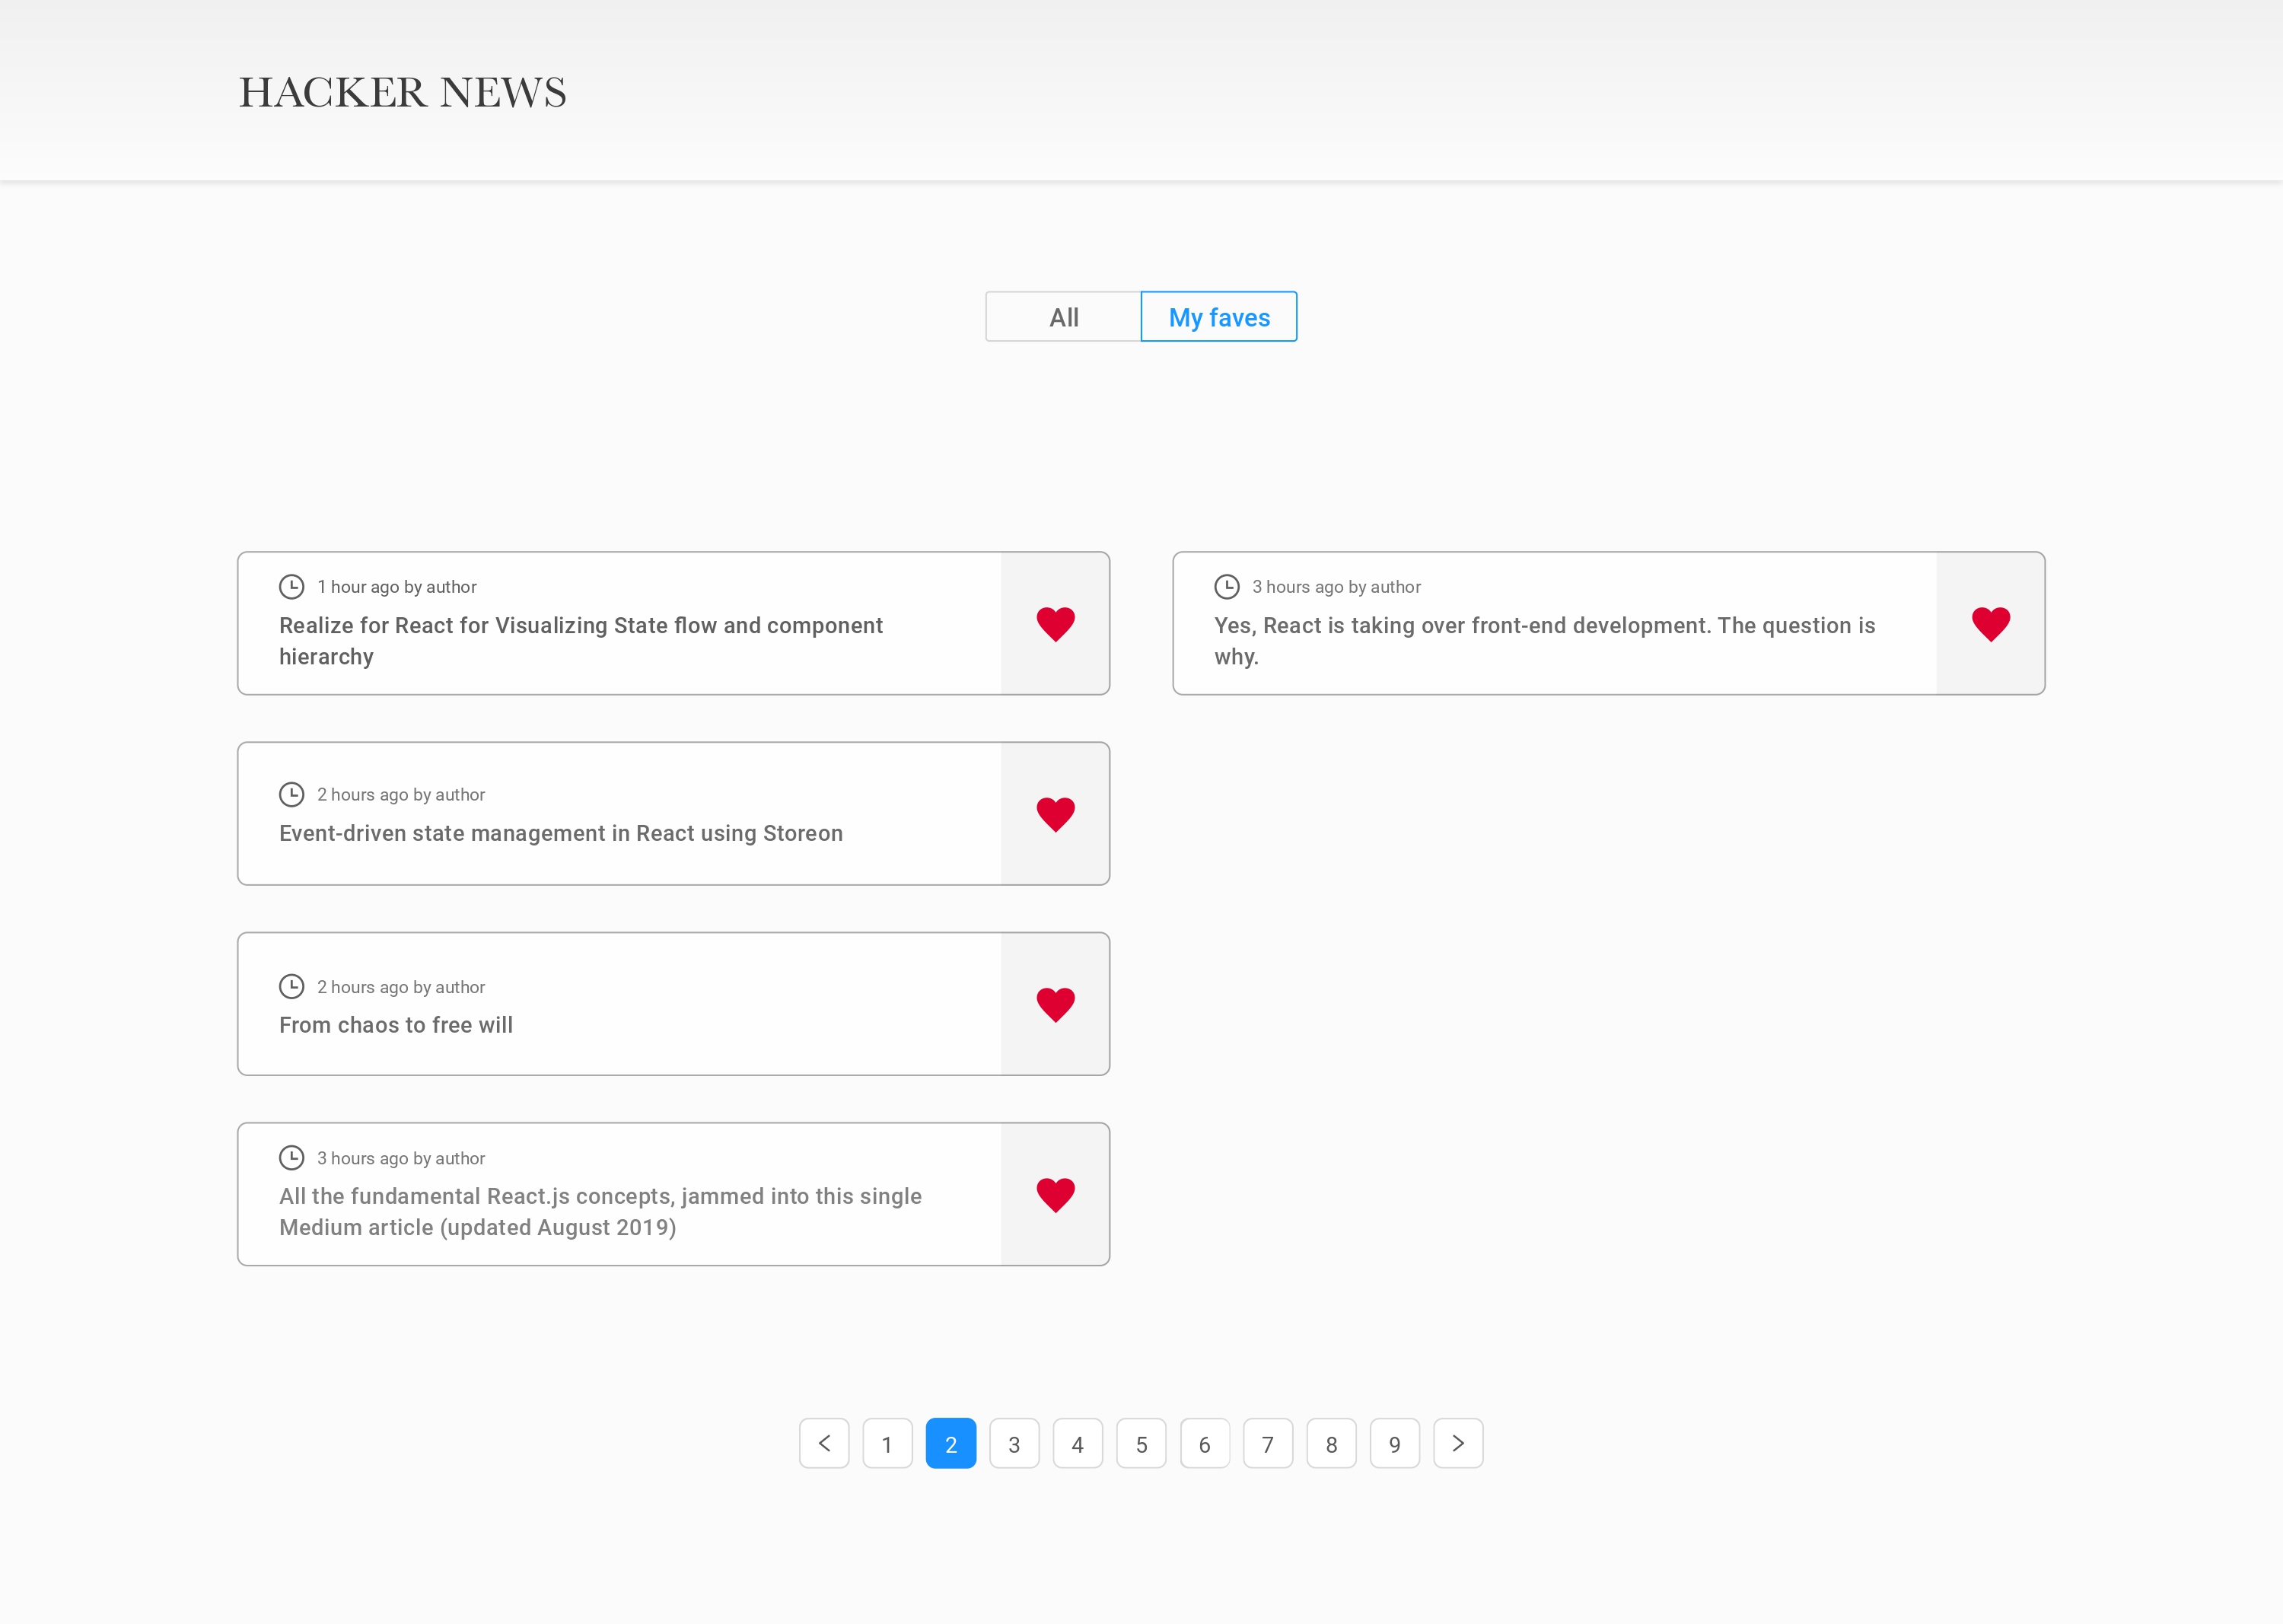 HACKER NEWS
All
My faves
1 hour ago by author
Realize for React for Visualizing State flow and component
hierarchy
3 hours ago by author
Yes, React is taking over front-end development. The question is
why.
2 hours ago by author
Event-driven state management in React using Storeon
2 hours ago by author
From chaos to free will
3 hours ago by author
All the fundamental React.js concepts, jammed into this single
Medium article (updated August 2019)
1 2 3 4 5 6 7 8 9